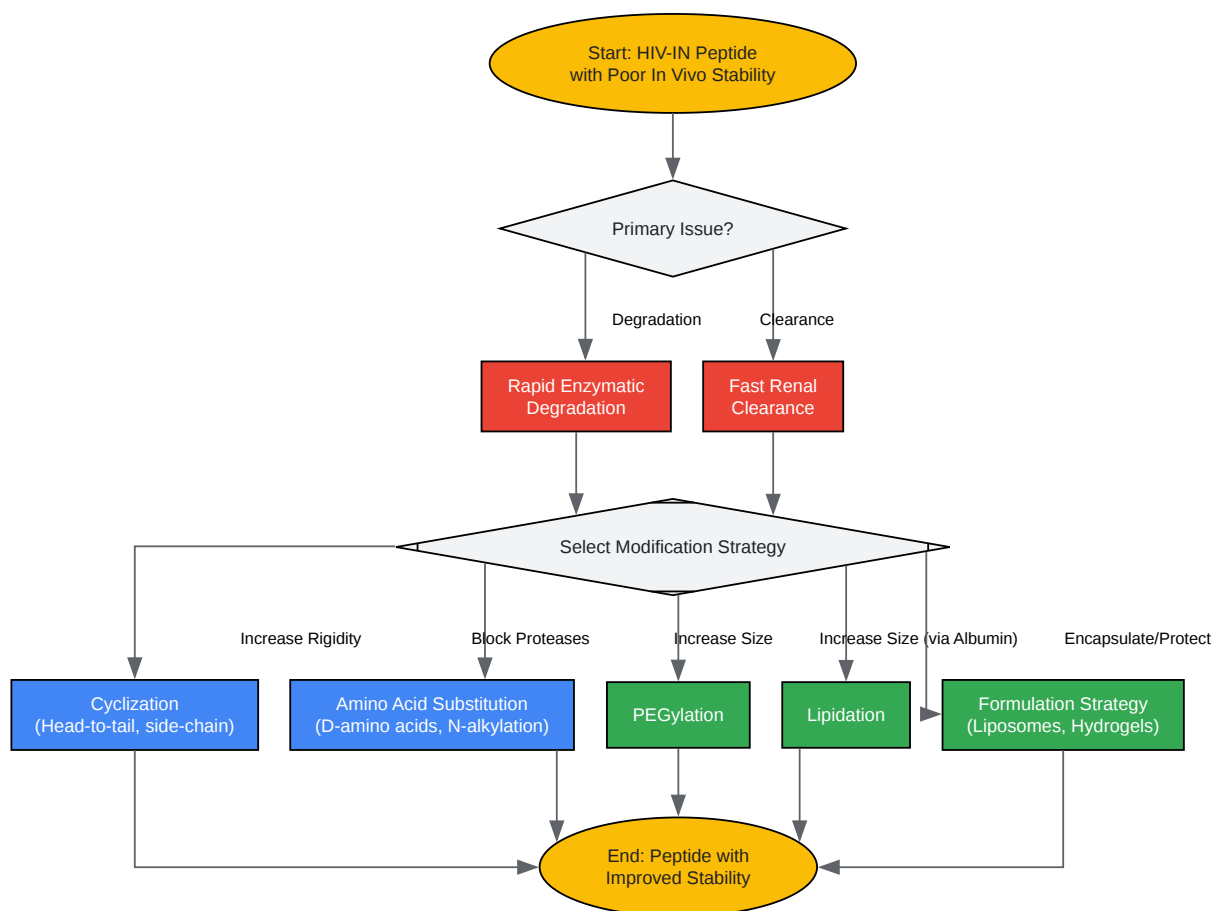 Start: HIV-IN Peptide
with Poor In Vivo Stability
Primary Issue?
Degradation
Clearance
Rapid Enzymatic
Degradation
Fast Renal
Clearance
Select Modification Strategy
Increase Rigidity
Block Proteases
Increase Size
Increase Size (via Albumin)
Encapsulate/Protect
Cyclization
(Head-to-tail, side-chain)
Amino Acid Substitution
(D-amino acids, N-alkylation)
PEGylation
Lipidation
Formulation Strategy
(Liposomes, Hydrogels)
End: Peptide with
Improved Stability